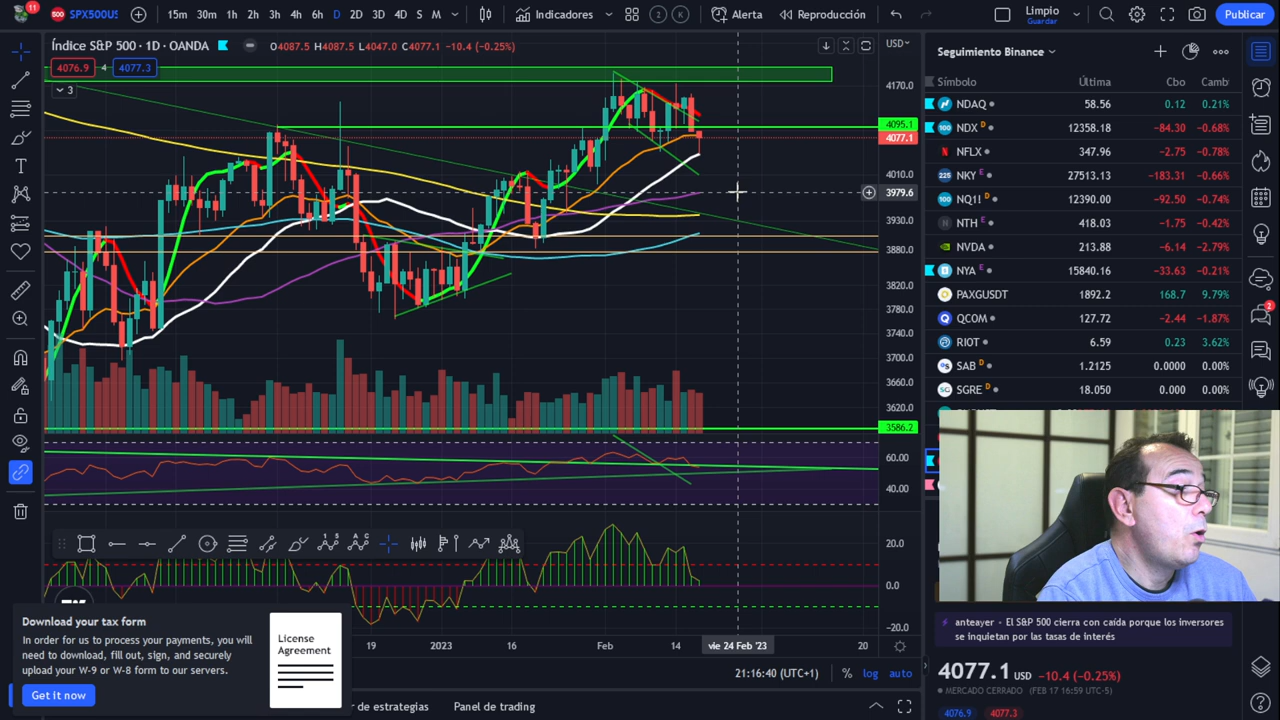 11
500 SPX500US
15m 30m 1h 2h 3h 4h 6h D 2D 3D 4D S M
Indicadores
2 K
Alerta
Reproducción
Limpio
Guardar
Publicar
Índice S&P 500 · 1D · OANDA
O4087.5 H4087.5 L4047.0 C4077.1 −10.4 (−0.25%)
4076.9 4 4077.3
3
USD
4170.0
4095.1
4077.1
4010.0
3979.6
3930.0
3880.0
3820.0
3780.0
3740.0
3700.0
3660.0
3620.0
3586.2
60.00
40.00
20.0
0.0
−20.0
19 2023 16 Feb 14 vie 24 Feb '23 20
21:16:40 (UTC+1) % log auto
r de estrategias Panel de trading
Download your tax form
In order for us to process your payments, you will
need to download, fill out, sign, and securely
upload your W-9 or W-8 form to our servers.
Get it now
License
Agreement
Seguimiento Binance
Símbolo Última Cbo Camb
NDAQ 58.56 0.12 0.21%
−84.30 −0.68%
NFLX 347.96 −2.75 −0.78%
225 NKY E 27513.13 −183.31 −0.66%
100 NQ1! D 12390.00 −92.50 −0.74%
N NTH E 418.03 −1.75 −0.42%
NVDA 213.88 −6.14 −2.79%
NYA E 15840.16 −33.63 −0.21%
PAXGUSDT 1892.2 168.7 9.79%
QCOM 127.72 −2.44 −1.87%
RIOT 6.59 0.23 3.62%
SAB D 1.2125 0.0000 0.00%
SGRE D 18.050 0.000 0.00%
2
anteayer • El S&P 500 cierra con caída porque los inversores
se inquietan por las tasas de interés
4077.1 USD −10.4 (−0.25%)
MERCADO CERRADO (FEB 17 16:59 UTC-5)
4076.9 4077.3